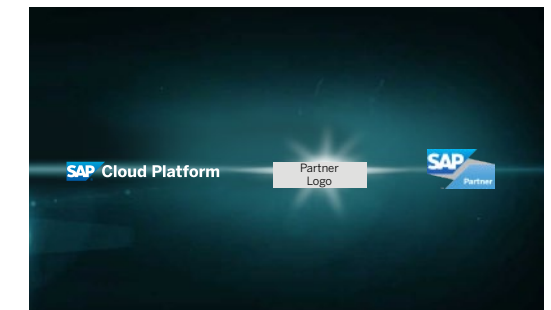 SAP Cloud Platform
Partner
Logo
SAP
Partner